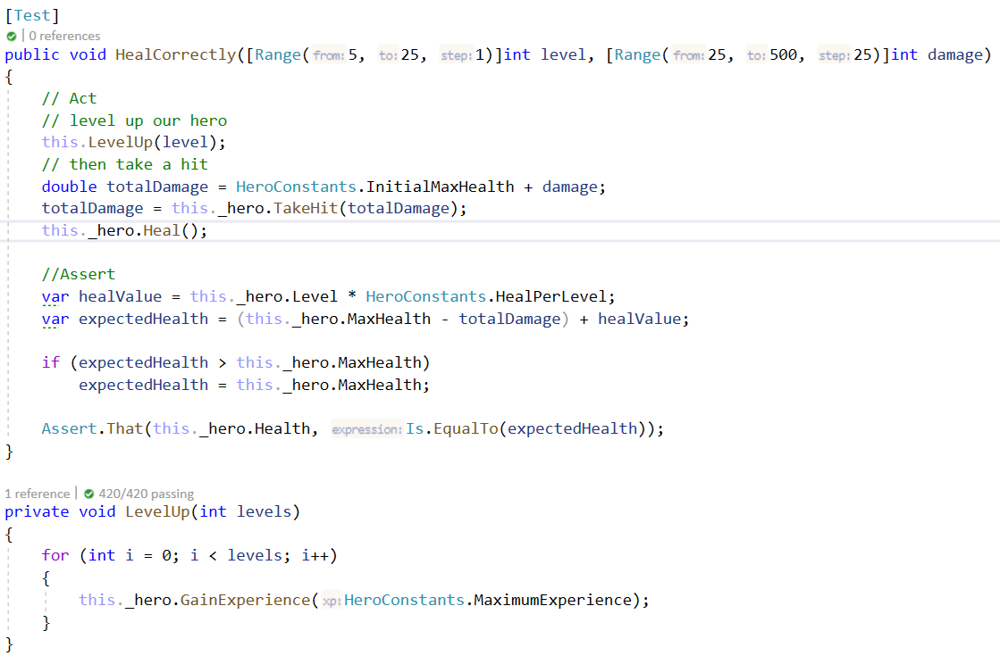 [Test]
| 0 references
public void HealCorrectly([Range(from: 5, to: 25, step: 1)]int level, [Range(from: 25, to: 500, step: 25)]int damage)
{
    // Act
    // level up our hero
    this.LevelUp(level);
    // then take a hit
    double totalDamage = HeroConstants.InitialMaxHealth + damage;
    totalDamage = this._hero.TakeHit(totalDamage);
    this._hero.Heal();
    //Assert
    var healValue = this._hero.Level * HeroConstants.HealPerLevel;
    var expectedHealth = (this._hero.MaxHealth - totalDamage) + healValue;
    if (expectedHealth > this._hero.MaxHealth)
        expectedHealth = this._hero.MaxHealth;
    Assert.That(this._hero.Health, expression: Is.EqualTo(expectedHealth));
}
1 reference | 420/420 passing
private void LevelUp(int levels)
{
    for (int i = 0; i < levels; i++)
    {
        this._hero.GainExperience(xp: HeroConstants.MaximumExperience);
    }
}